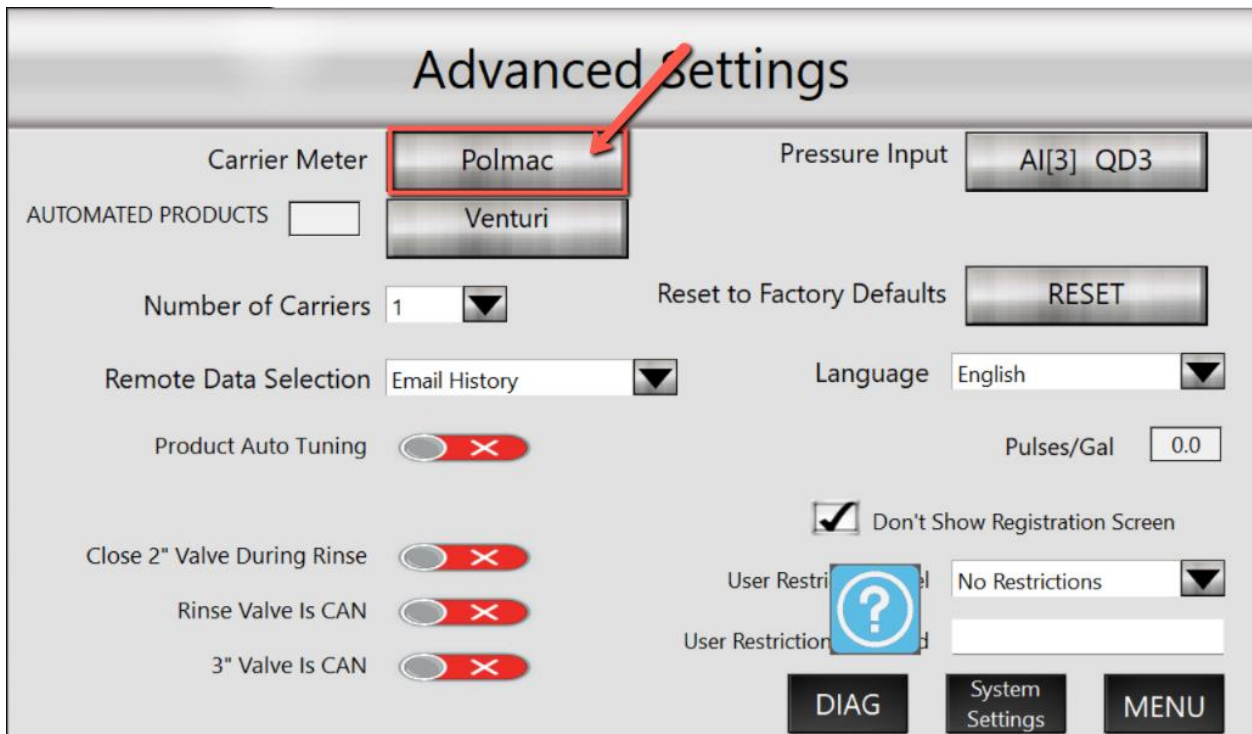 Advanced Settings
Carrier Meter Polmac Pressure Input AI[3] QD3
AUTOMATED PRODUCTS Venturi
Number of Carriers 1 Reset to Factory Defaults RESET
Remote Data Selection Email History Language English
Product Auto Tuning Pulses/Gal 0.0
Don't Show Registration Screen
Close 2" Valve During Rinse User No Restrictions
Rinse Valve Is CAN
User Restriction
3" Valve Is CAN
DIAG System Settings MENU